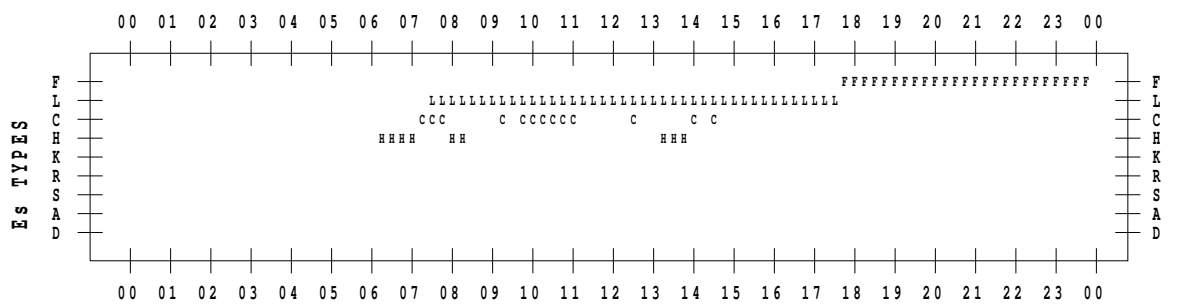 00 01 02 03 04 05 06 07 08 09 10 11 12 13 14 15 16 17 18 19 20 21 22 23 00
F FFFFFFFFFFFFFFFFFFFFFFFFF F
L LLLLLLLLLLLLLLLLLLLLLLLLLLLLLLLLLLLLLLLLL L
C CCC C CCCCCC C C C C
H HHHH HH HHH H
K K
R R
S S
A A
D D
Es TYPES
00 01 02 03 04 05 06 07 08 09 10 11 12 13 14 15 16 17 18 19 20 21 22 23 00